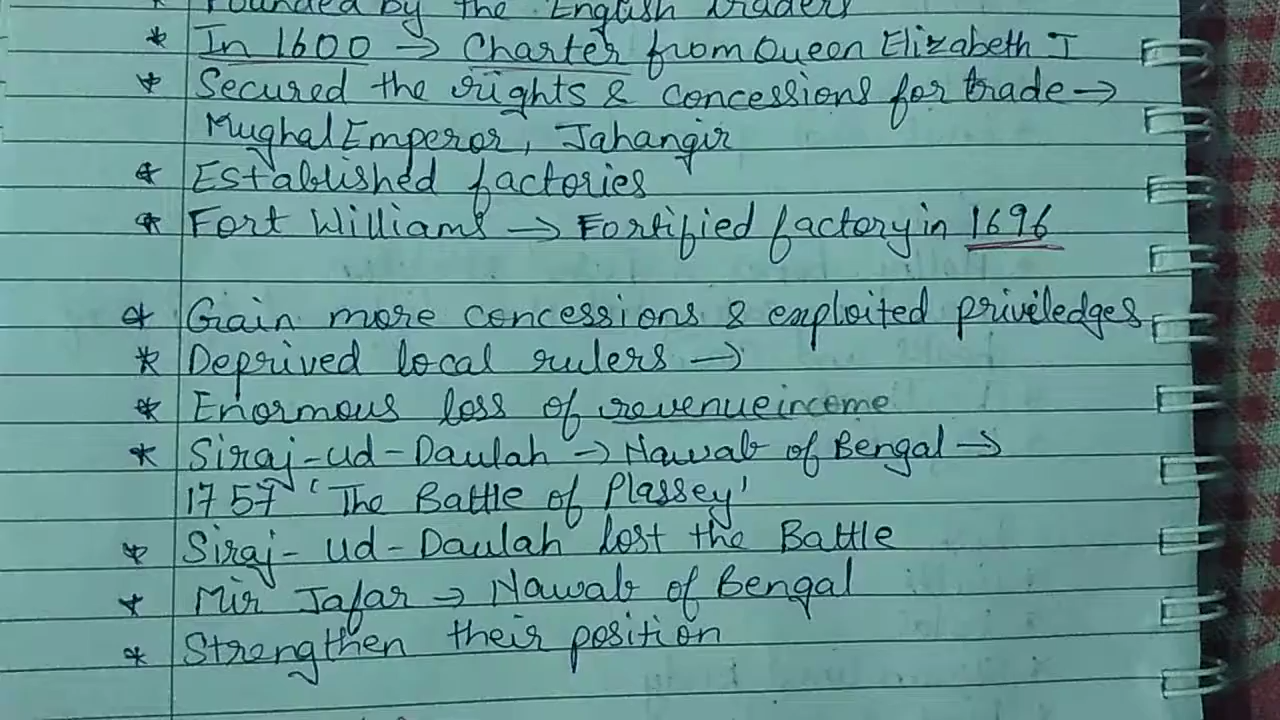 * Founded by the English traders
* In 1600 → Charter from Queen Elizabeth I
* Secured the rights & concessions for trade →
Mughal Emperor, Jahangir
* Established factories
* Fort Williams → Fortified factory in 1696
* Gain more concessions & exploited priviledges
* Deprived local rulers →
* Enormous loss of revenue income
* Siraj-ud-Daulah → Nawab of Bengal →
1757 'The Battle of Plassey'
* Siraj-ud-Daulah lost the Battle
* Mir Jafar → Nawab of Bengal
* Strengthen their position